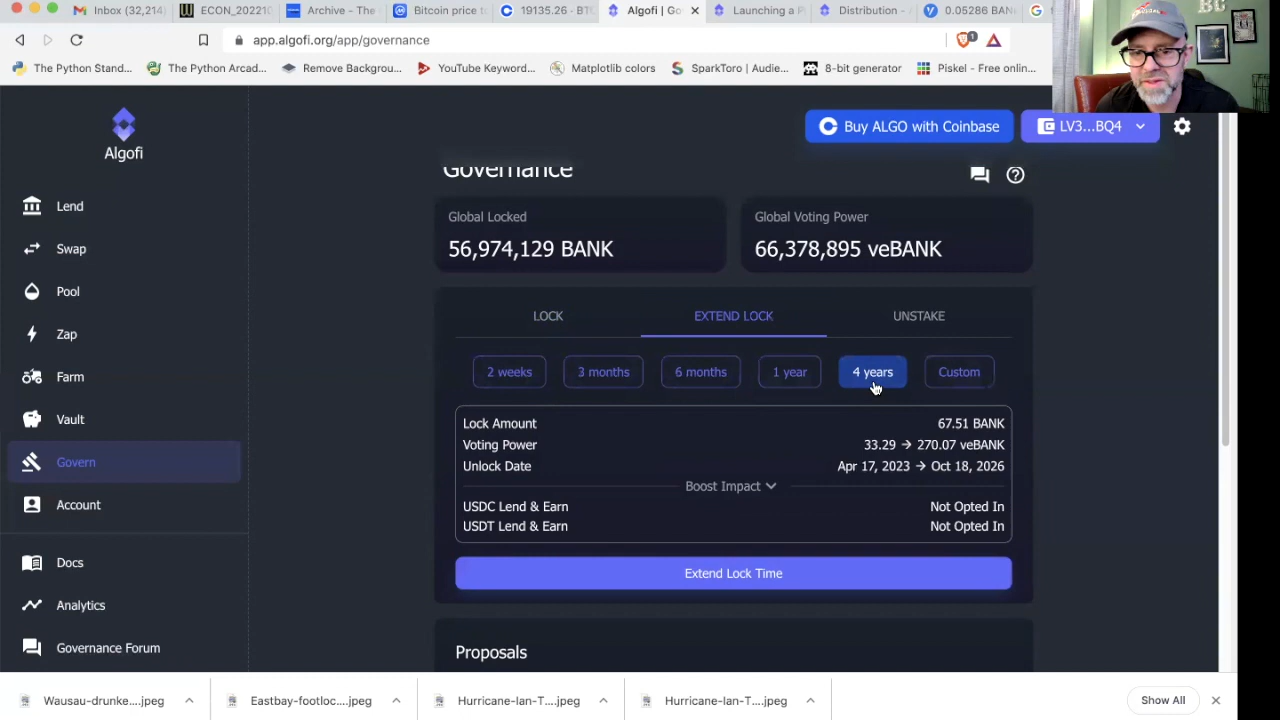 Inbox (32,214)
ECON_20221
Archive – The
Bitcoin price t
19135.26 - BT
Algofi | Go
Launching a
Distribution -
0.05286 BAN
app.algofi.org/app/governance
1
The Python Stand...
The Python Arcad...
Remove Backgrou...
YouTube Keyword...
Matplotlib colors
SparkToro | Audie...
8-bit generator
Piskel - Free onlin...
Algofi
Buy ALGO with Coinbase
LV3...BQ4
Lend
Swap
Pool
Zap
Farm
Vault
Govern
Account
Docs
Analytics
Governance Forum
Governance
Global Locked
56,974,129 BANK
Global Voting Power
66,378,895 veBANK
LOCK
EXTEND LOCK
UNSTAKE
2 weeks
3 months
6 months
1 year
4 years
Custom
Lock Amount
67.51 BANK
Voting Power
33.29 → 270.07 veBANK
Unlock Date
Apr 17, 2023 → Oct 18, 2026
Boost Impact
USDC Lend & Earn
Not Opted In
USDT Lend & Earn
Not Opted In
Extend Lock Time
Proposals
Wausau-drunke....jpeg
Eastbay-footloc....jpeg
Hurricane-Ian-T....jpeg
Hurricane-Ian-T....jpeg
Show All